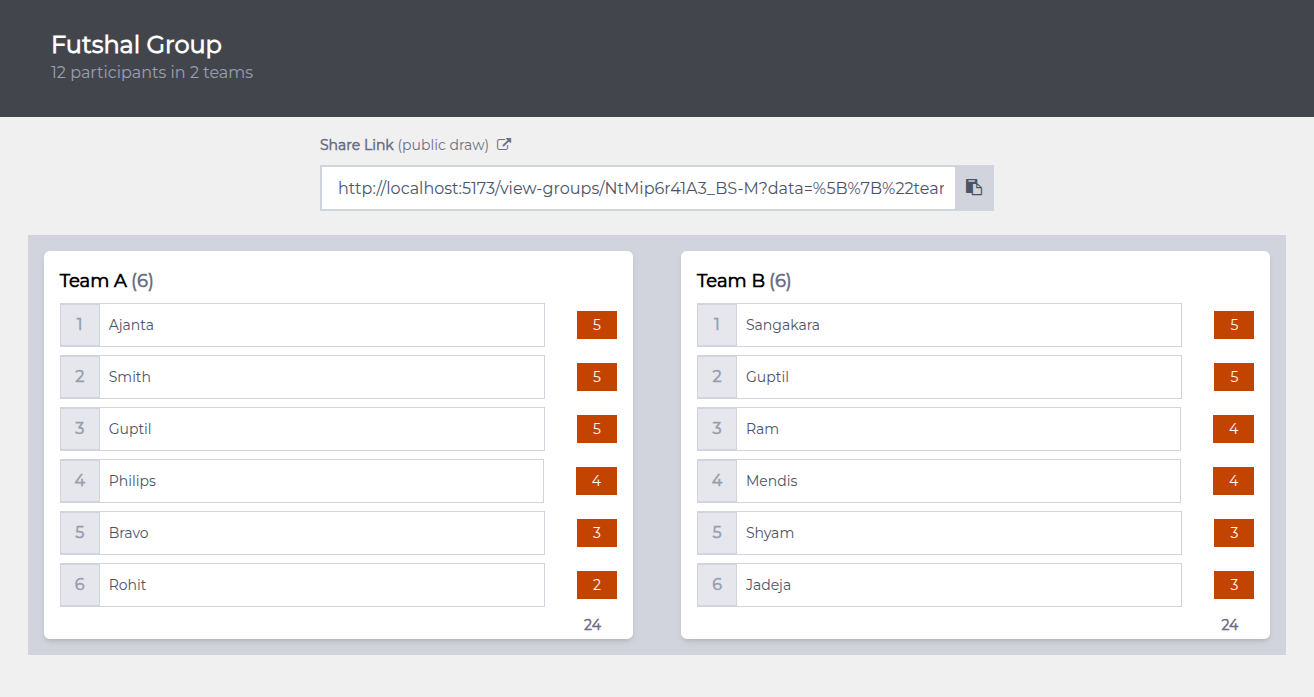 Futshal Group
12 participants in 2 teams
Share Link (public draw)
http://localhost:5173/view-groups/NtMip6r41A3_BS-M?data=%5B%7B%22tear
Team A (6)
1 Ajanta 5
2 Smith 5
3 Guptil 5
4 Philips 4
5 Bravo 3
6 Rohit 2
24
Team B (6)
1 Sangakara 5
2 Guptil 5
3 Ram 4
4 Mendis 4
5 Shyam 3
6 Jadeja 3
24